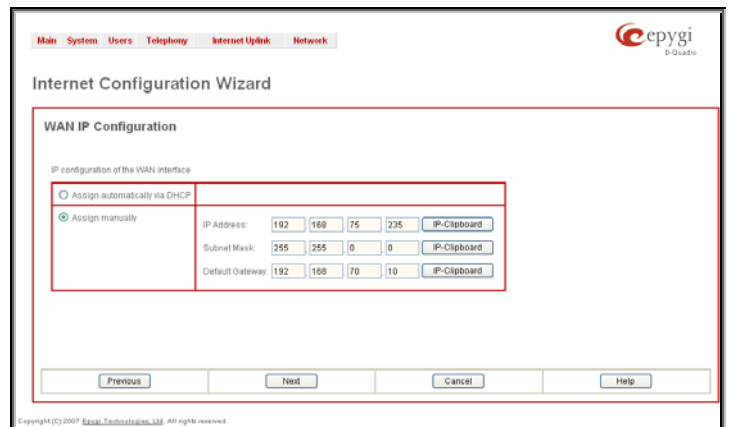 Main System Users Telephony Internet Uplink Network
epygi
D-Quadro
Internet Configuration Wizard
WAN IP Configuration
IP configuration of the WAN interface
Assign automatically via DHCP
Assign manually
IP Address: 192 168 75 235 IP-Clipboard
Subnet Mask: 255 255 0 0 IP-Clipboard
Default Gateway: 192 168 70 10 IP-Clipboard
Previous Next Cancel Help
Copyright (C) 2007 Epygi Technologies, Ltd. All rights reserved.